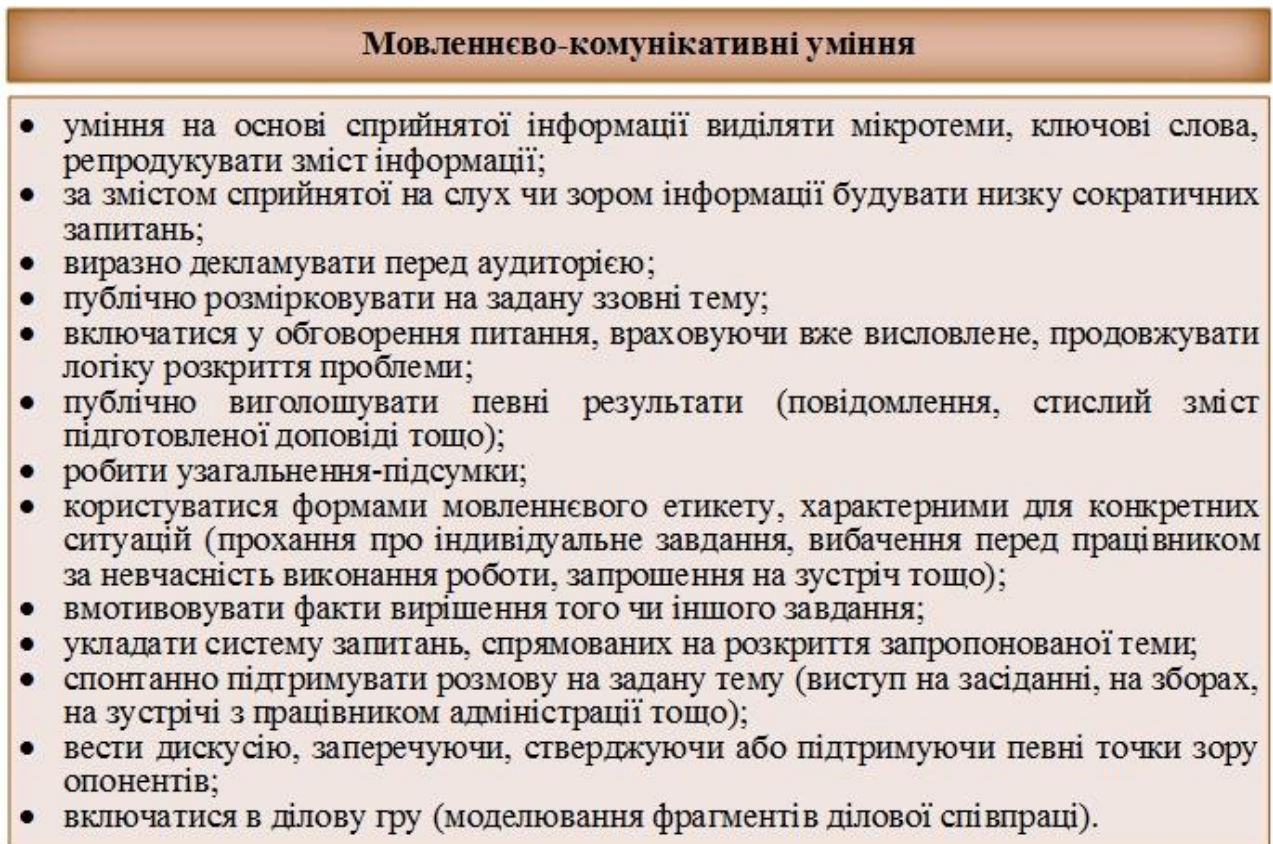 Мовленнєво-комунікативні уміння
• уміння на основі сприйнятої інформації виділяти мікротеми, ключові слова,
репродукувати зміст інформації;
• за змістом сприйнятої на слух чи зором інформації будувати низку сократичних
запитань;
• виразно декламувати перед аудиторією;
• публічно розмірковувати на задану ззовні тему;
• включатися у обговорення питання, враховуючи вже висловлене, продовжувати
логіку розкриття проблеми;
• публічно виголошувати певні результати (повідомлення, стислий зміст
підготовленої доповіді тощо);
• робити узагальнення-підсумки;
• користуватися формами мовленнєвого етикету, характерними для конкретних
ситуацій (прохання про індивідуальне завдання, вибачення перед працівником
за невчасність виконання роботи, запрошення на зустріч тощо);
• вмотивовувати факти вирішення того чи іншого завдання;
• укладати систему запитань, спрямованих на розкриття запропонованої теми;
• спонтанно підтримувати розмову на задану тему (виступ на засіданні, на зборах,
на зустрічі з працівником адміністрації тощо);
• вести дискусію, заперечуючи, стверджуючи або підтримуючи певні точки зору
опонентів;
• включатися в ділову гру (моделювання фрагментів ділової співпраці).